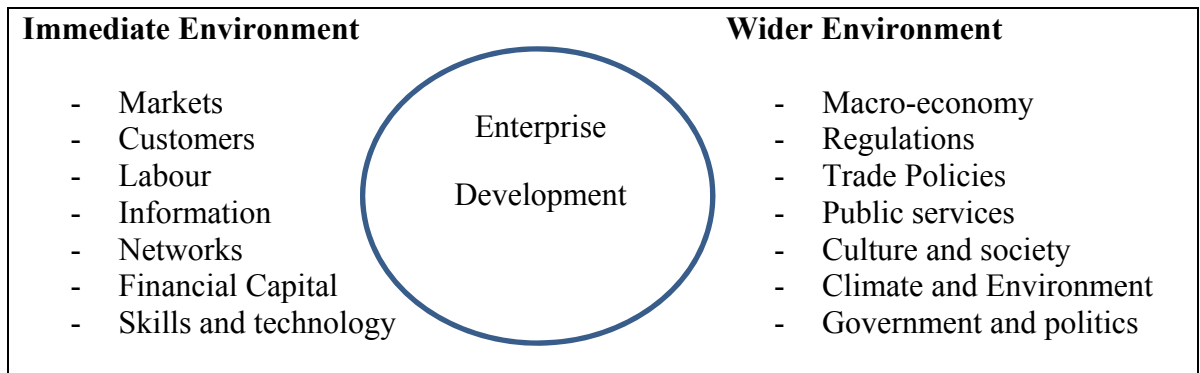 Immediate Environment
- Markets
- Customers
- Labour
- Information
- Networks
- Financial Capital
- Skills and technology
Enterprise
Development
Wider Environment
- Macro-economy
- Regulations
- Trade Policies
- Public services
- Culture and society
- Climate and Environment
- Government and politics